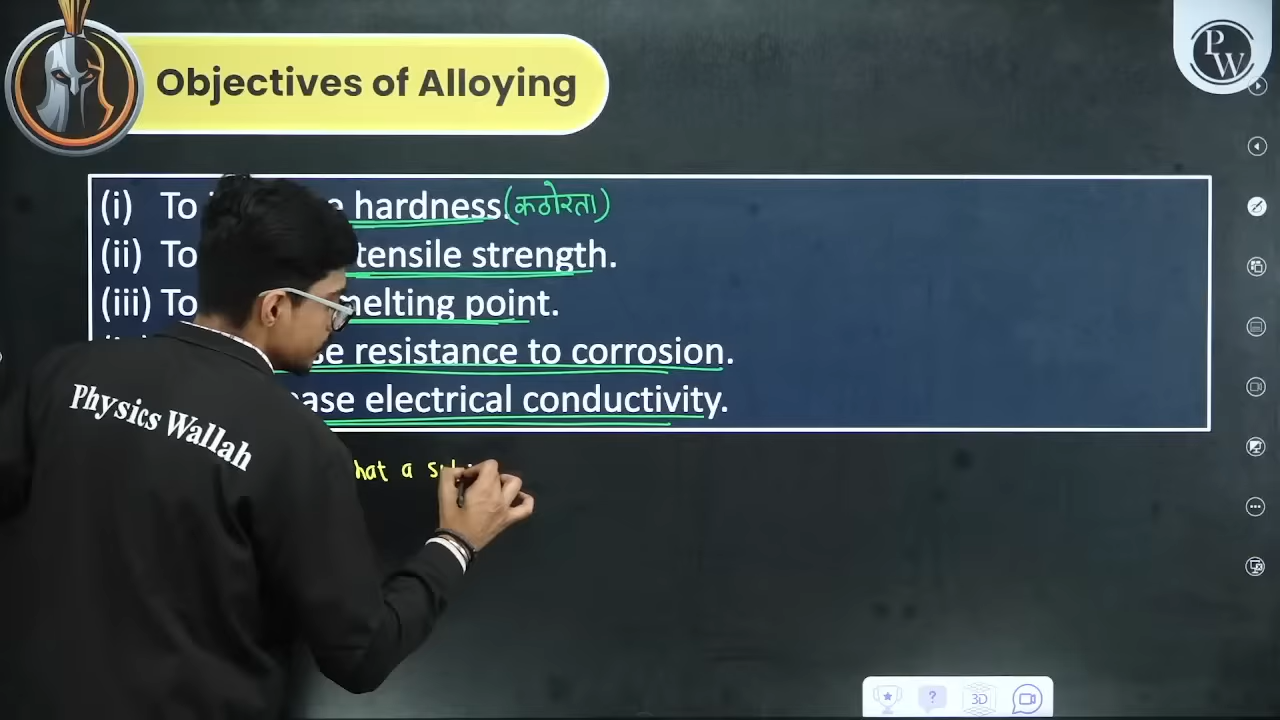 Objectives of Alloying
PW
(i) To hardness. (कठोरता)
(ii) To tensile strength.
(iii) To melting point.
resistance to corrosion.
electrical conductivity.
a
Physics Wallah
?
3D